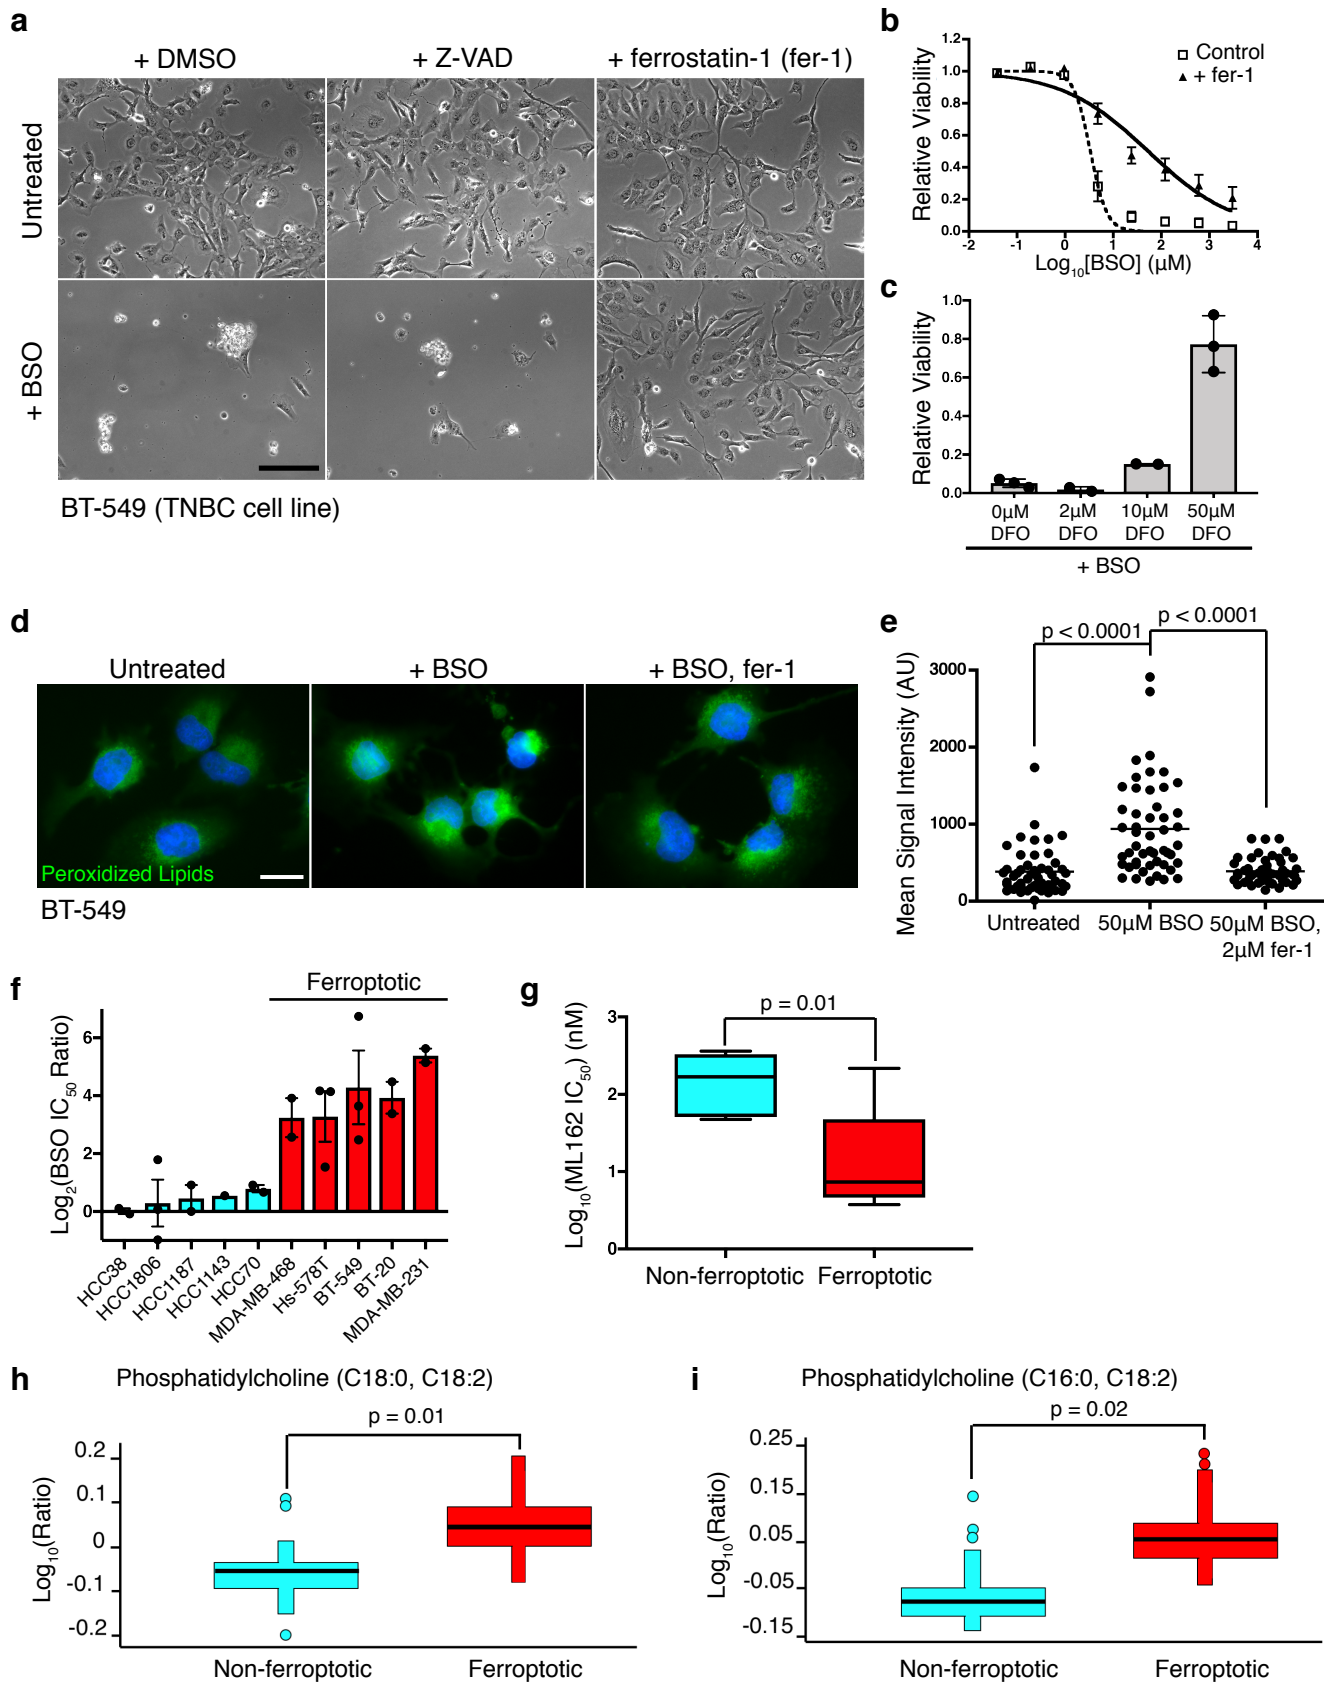 a
+ DMSO
+ Z-VAD
+ ferrostatin-1 (fer-1)
Untreated
+ BSO
BT-549 (TNBC cell line)
b
Relative Viability
1.2
1.0
0.8
0.6
0.4
0.2
0.0
-2 -1 0 1 2 3 4
Log10[BSO] (µM)
Control
+ fer-1
c
Relative Viability
1.0
0.8
0.6
0.4
0.2
0.0
0µM 2µM 10µM 50µM
DFO DFO DFO DFO
+ BSO
d
Untreated
+ BSO
+ BSO, fer-1
Peroxidized Lipids
BT-549
e
p < 0.0001
p < 0.0001
Mean Signal Intensity (AU)
3000
2000
1000
0
Untreated
50µM BSO
50µM BSO,
2µM fer-1
f
Ferroptotic
Log2(BSO IC50 Ratio)
6
4
2
0
HCC38
HCC1806
HCC1187
HCC1143
HCC70
MDA-MB-468
Hs-578T
BT-549
BT-20
MDA-MB-231
g
p = 0.01
Log10(ML162 IC50) (nM)
3
2
1
0
Non-ferroptotic
Ferroptotic
h
Phosphatidylcholine (C18:0, C18:2)
p = 0.01
Log10(Ratio)
0.2
0.1
0
-0.1
-0.2
Non-ferroptotic
Ferroptotic
i
Phosphatidylcholine (C16:0, C18:2)
p = 0.02
Log10(Ratio)
0.25
0.15
0.05
-0.05
-0.15
Non-ferroptotic
Ferroptotic